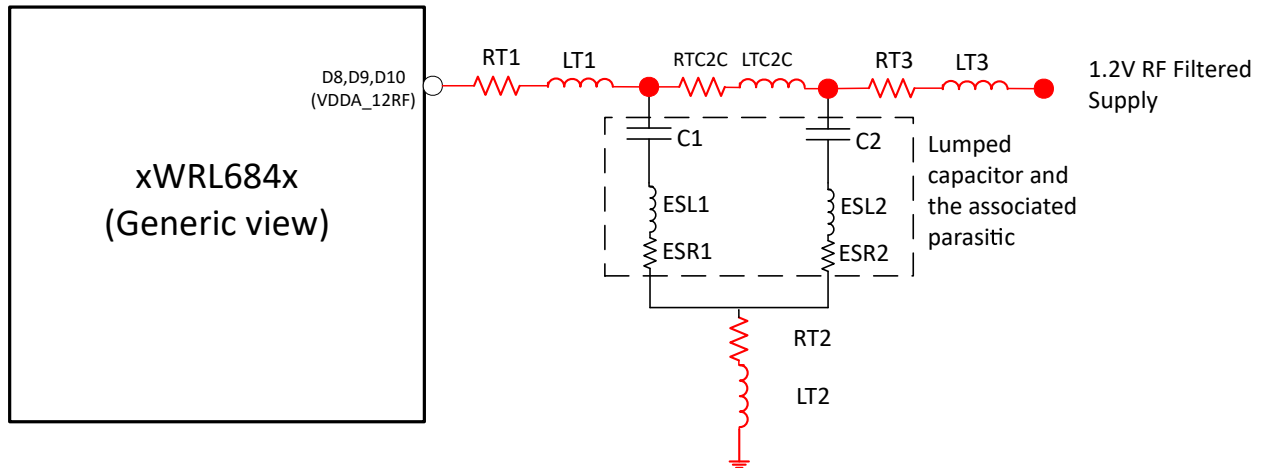 RT1
LT1
RTC2C
LTC2C
RT3
LT3
D8,D9,D10
(VDDA_12RF)
1.2V RF Filtered
Supply
xWRL684x
(Generic view)
C1
C2
ESL1
ESL2
ESR1
ESR2
Lumped
capacitor and
the associated
parasitic
RT2
LT2